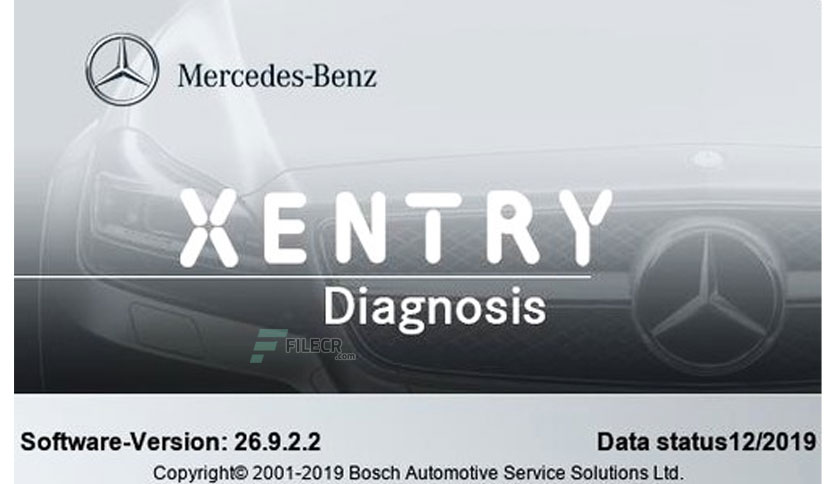 Mercedes-Benz
XENTRY
Diagnosis
FILECR
.com
Software-Version: 26.9.2.2
Data status12/2019
Copyright© 2001-2019 Bosch Automotive Service Solutions Ltd.